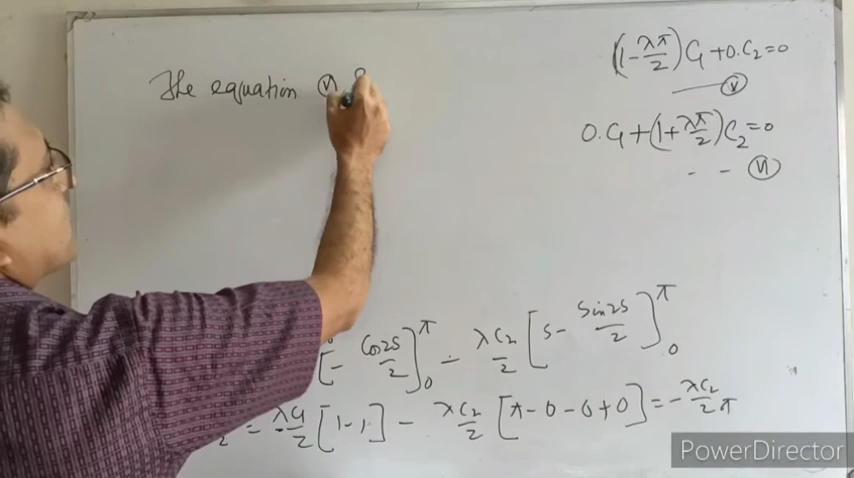 The equation ⓥ &
(1-λπ/2)C₁+0.C₂=0
—— ⓥ
0.C₁+(1+λπ/2)C₂=0
- - ⓥⓘ
[- cos2s/2]₀^π - λC₂/2 [s - sin2s/2]₀^π
= λC₁/2 [1-1] - λC₂/2 [π-0-0+0] = -λC₂/2 π
PowerDirector